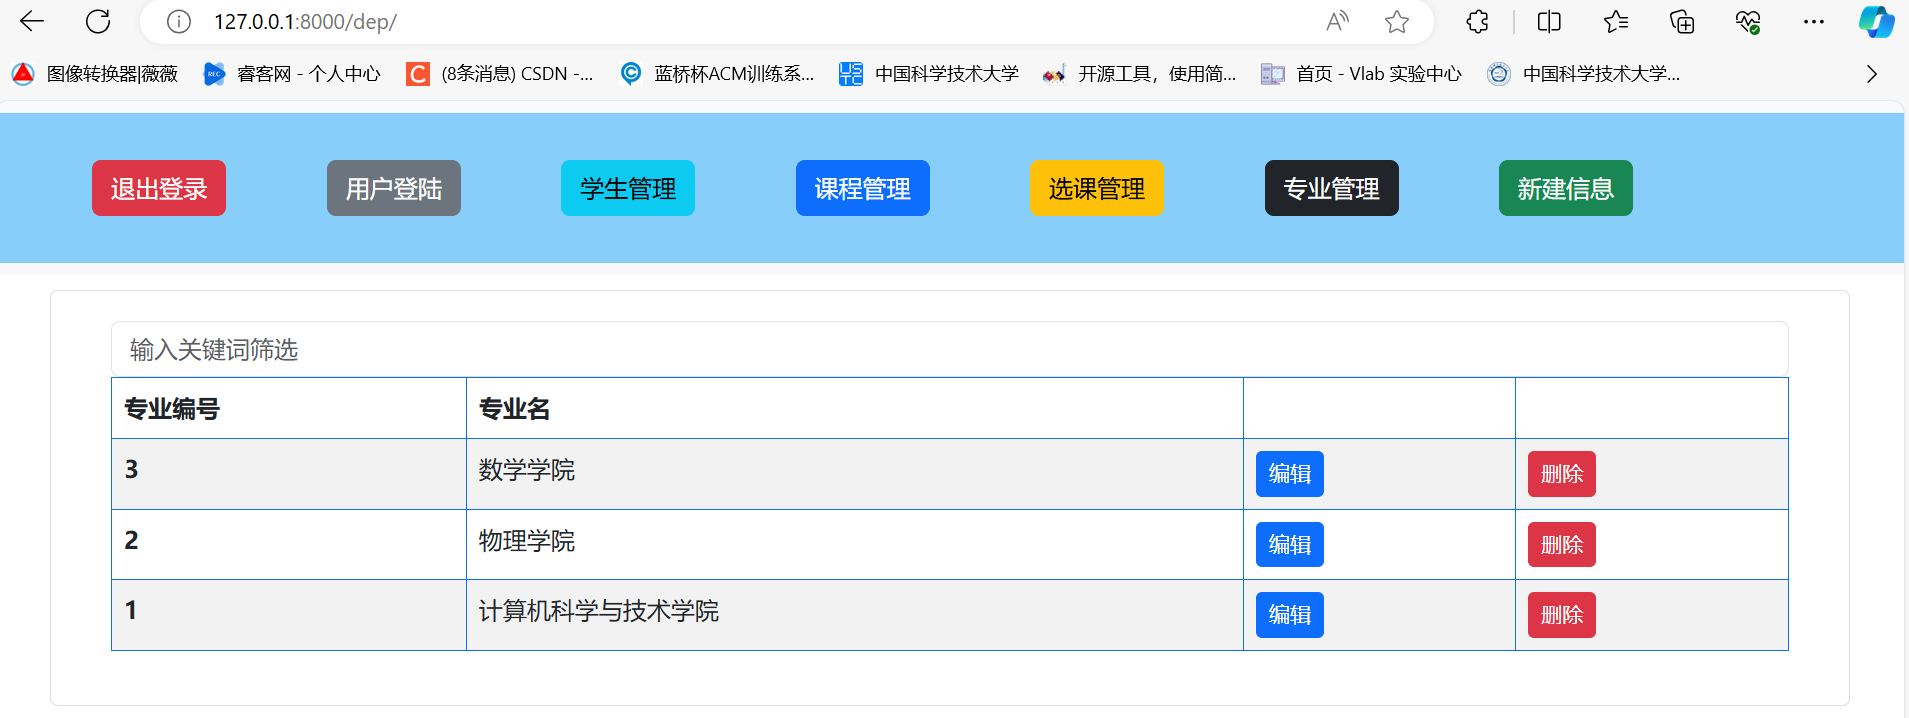 127.0.0.1:8000/dep/
图像转换器|薇薇 睿客网 - 个人中心 (8条消息) CSDN -... 蓝桥杯ACM训练系... 中国科学技术大学 开源工具，使用简... 首页 - Vlab 实验中心 中国科学技术大学...
退出登录 用户登陆 学生管理 课程管理 选课管理 专业管理 新建信息
输入关键词筛选
专业编号 专业名
3 数学学院 编辑 删除
2 物理学院 编辑 删除
1 计算机科学与技术学院 编辑 删除